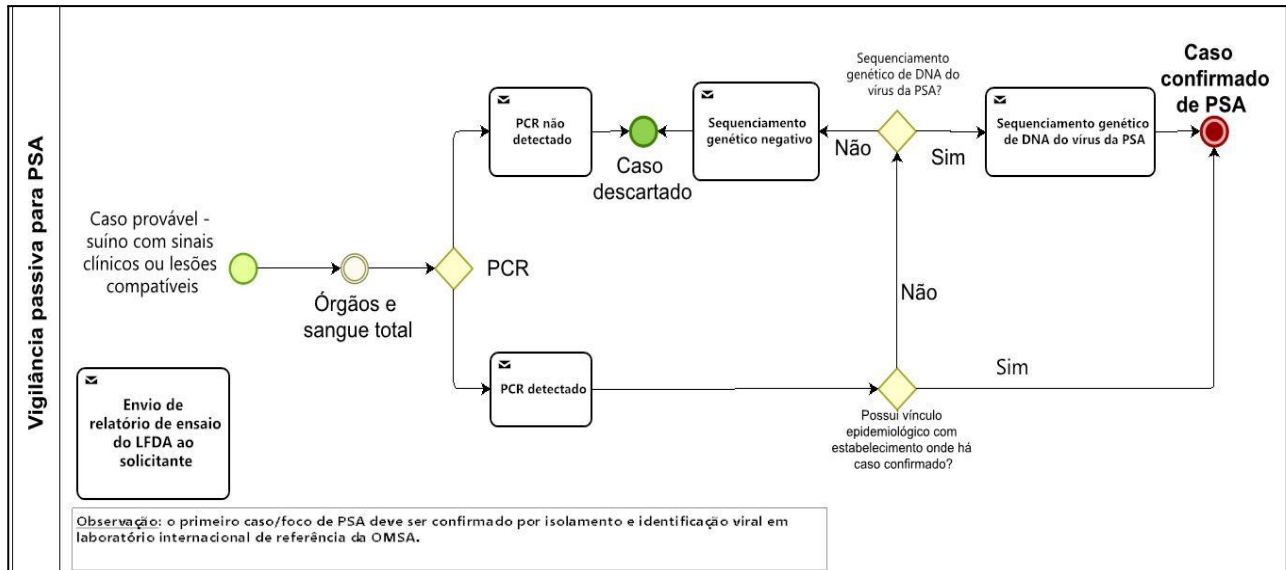 Vigilância passiva para PSA
Caso provável -
suíno com sinais
clínicos ou lesões
compatíveis
Órgãos e
sangue total
PCR
PCR não
detectado
Caso
descartado
Sequenciamento
genético negativo
Não
Sequenciamento
genético de DNA do
vírus da PSA?
Sim
Sequenciamento genético
de DNA do vírus da PSA
Caso
confirmado
de PSA
PCR detectado
Não
Sim
Possui vínculo
epidemiológico com
estabelecimento onde há
caso confirmado?
Envio de
relatório de ensaio
do LFDA ao
solicitante
Observação: o primeiro caso/foco de PSA deve ser confirmado por isolamento e identificação viral em
laboratório internacional de referência da OMSA.